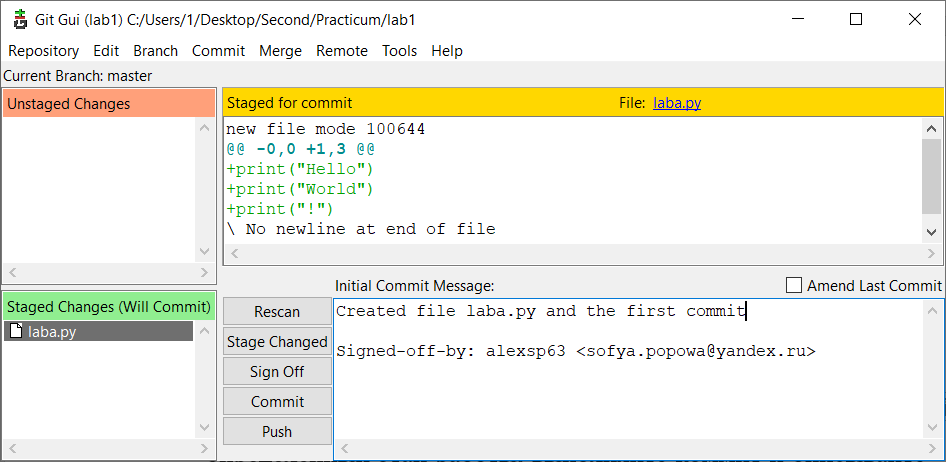 Git Gui (lab1) C:/Users/1/Desktop/Second/Practicum/lab1
Repository Edit Branch Commit Merge Remote Tools Help
Current Branch: master
Unstaged Changes
Staged for commit File: laba.py
new file mode 100644
@@ -0,0 +1,3 @@
+print("Hello")
+print("World")
+print("!")
\ No newline at end of file
Staged Changes (Will Commit)
laba.py
Rescan
Stage Changed
Sign Off
Commit
Push
Initial Commit Message: Amend Last Commit
Created file laba.py and the first commit
Signed-off-by: alexsp63 <sofya.popowa@yandex.ru>